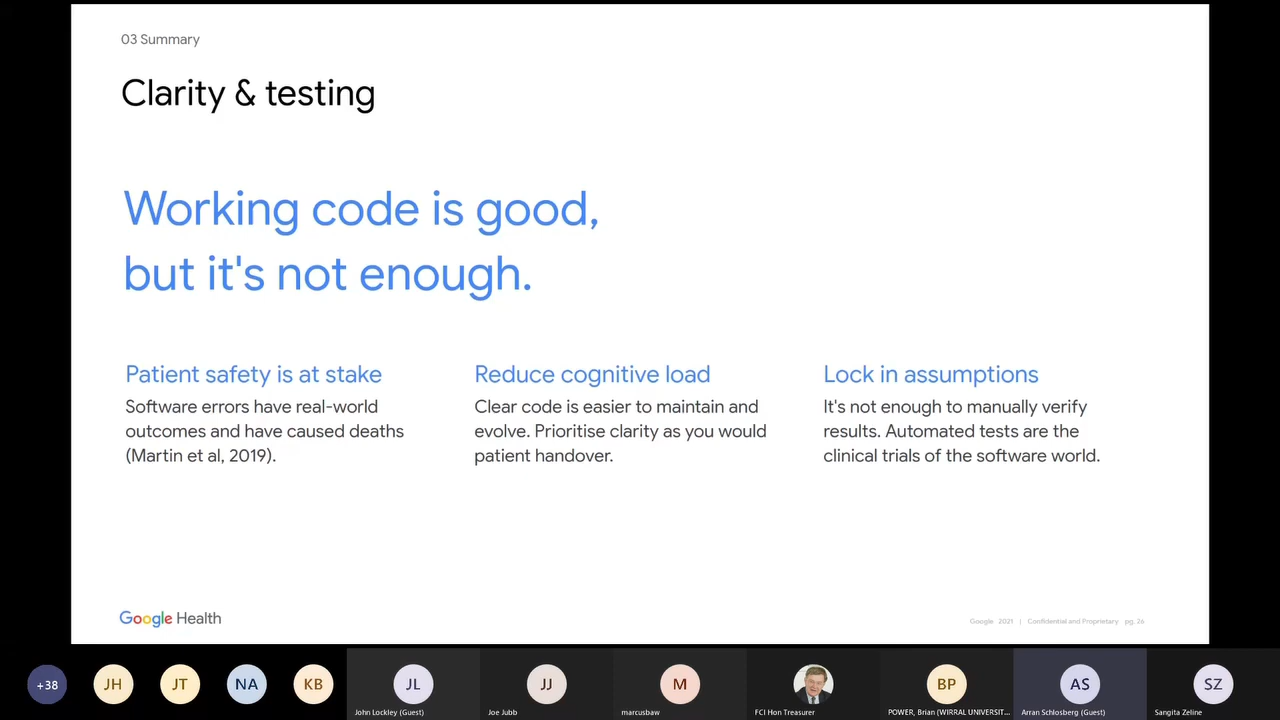 03 Summary
Clarity & testing
Working code is good,
but it's not enough.
Patient safety is at stake
Software errors have real-world
outcomes and have caused deaths
(Martin et al, 2019).
Reduce cognitive load
Clear code is easier to maintain and
evolve. Prioritise clarity as you would
patient handover.
Lock in assumptions
It's not enough to manually verify
results. Automated tests are the
clinical trials of the software world.
Google Health
Google 2021 | Confidential and Proprietary pg. 26
+38
JH
JT
NA
KB
JL
John Lockley (Guest)
JJ
Joe Jubb
M
marcusbaw
FCI Hon Treasurer
BP
POWER, Brian (WIRRAL UNIVERSIT...
AS
Arran Schlosberg (Guest)
SZ
Sangita Zeline